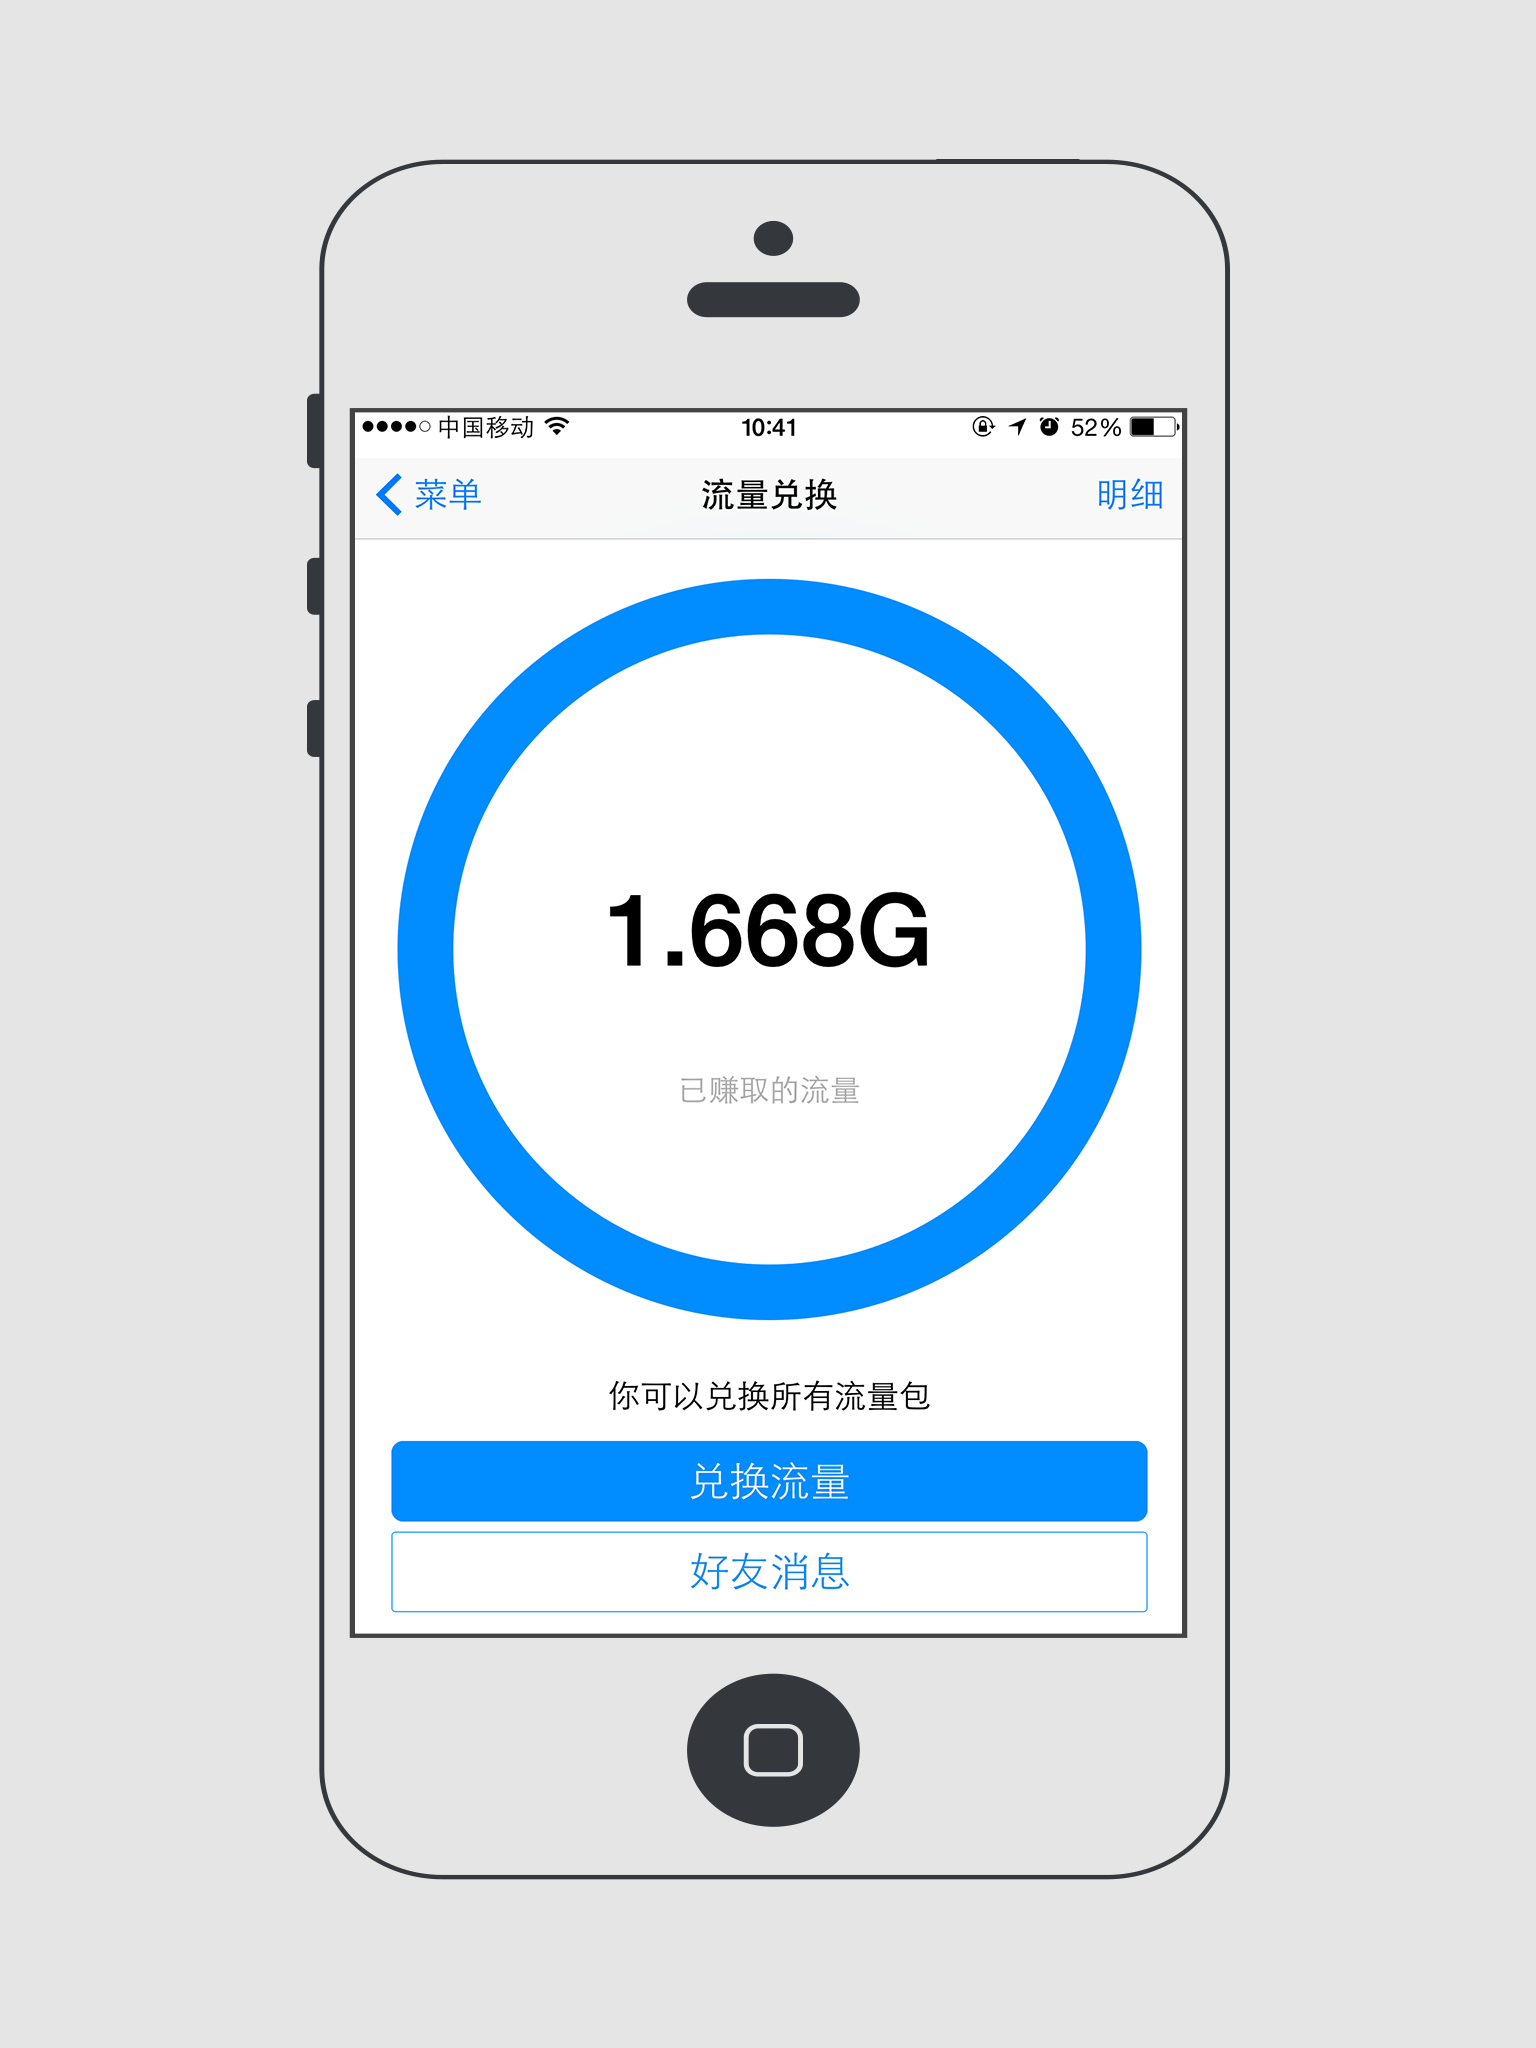 中国移动 10:41 52%
菜单 流量兑换 明细
1.668G
已赚取的流量
你可以兑换所有流量包
兑换流量
好友消息